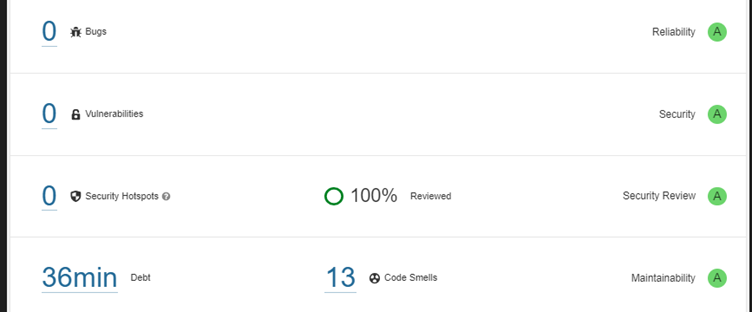 0 Bugs Reliability A
0 Vulnerabilities Security A
0 Security Hotspots ? 100% Reviewed Security Review A
36min Debt 13 Code Smells Maintainability A